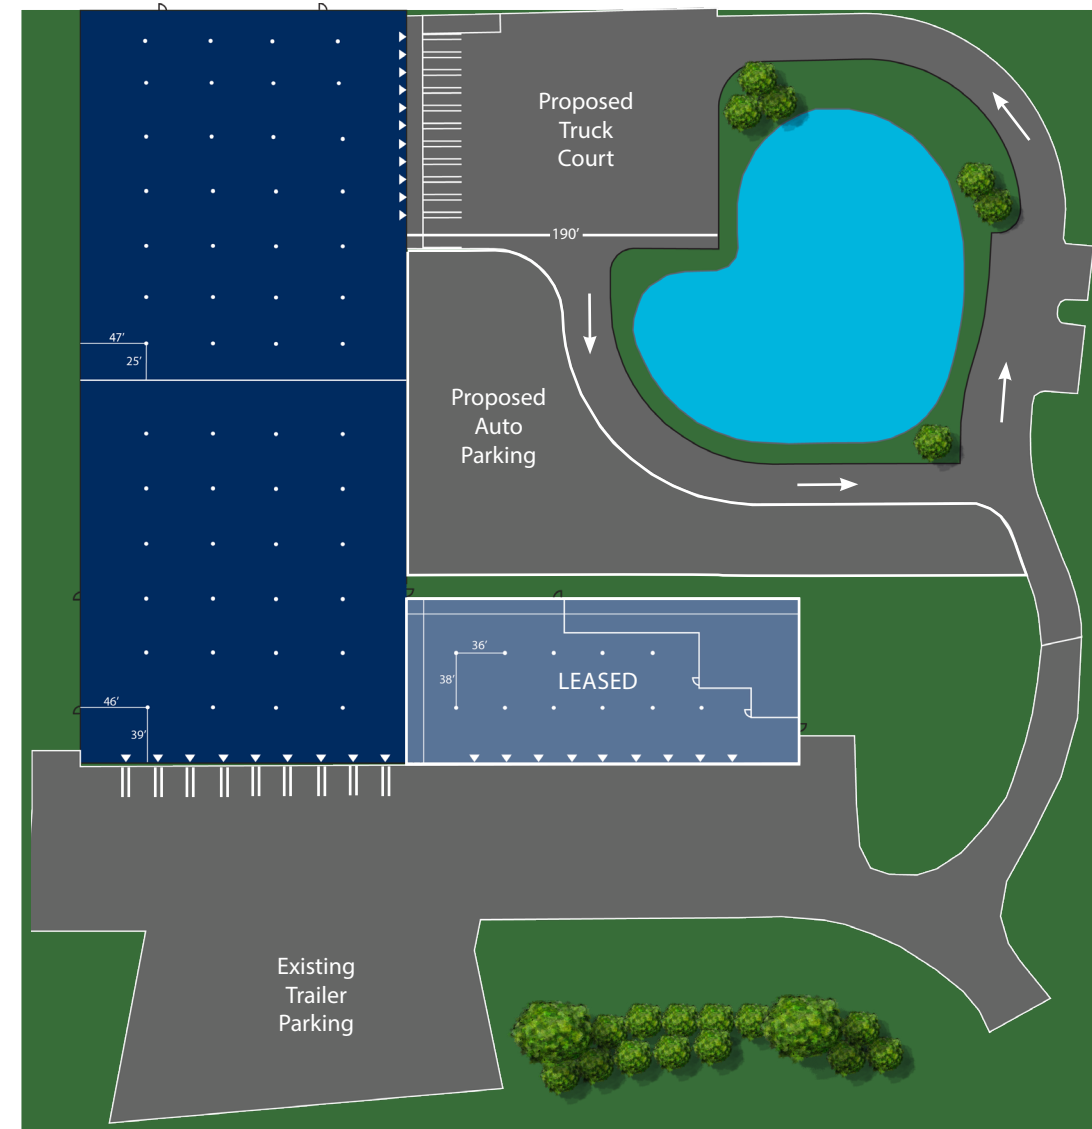 Proposed
Truck
Court
190’
47’
25’
Proposed
Auto
Parking
36’
38’
LEASED
46’
39’
Existing
Trailer
Parking